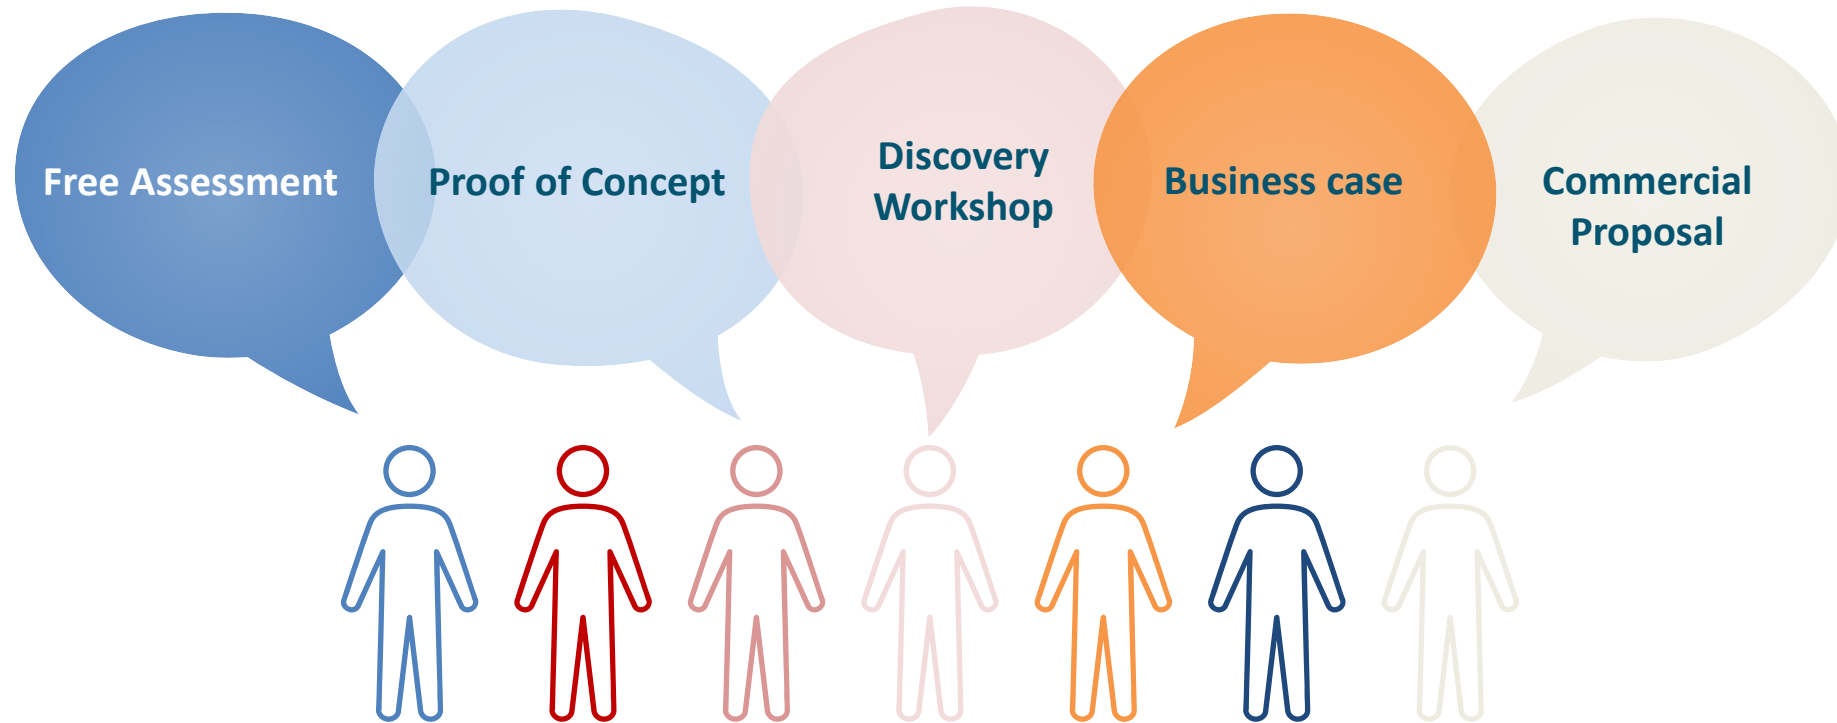 Free Assessment
Proof of Concept
Discovery
Workshop
Business case
Commercial
Proposal